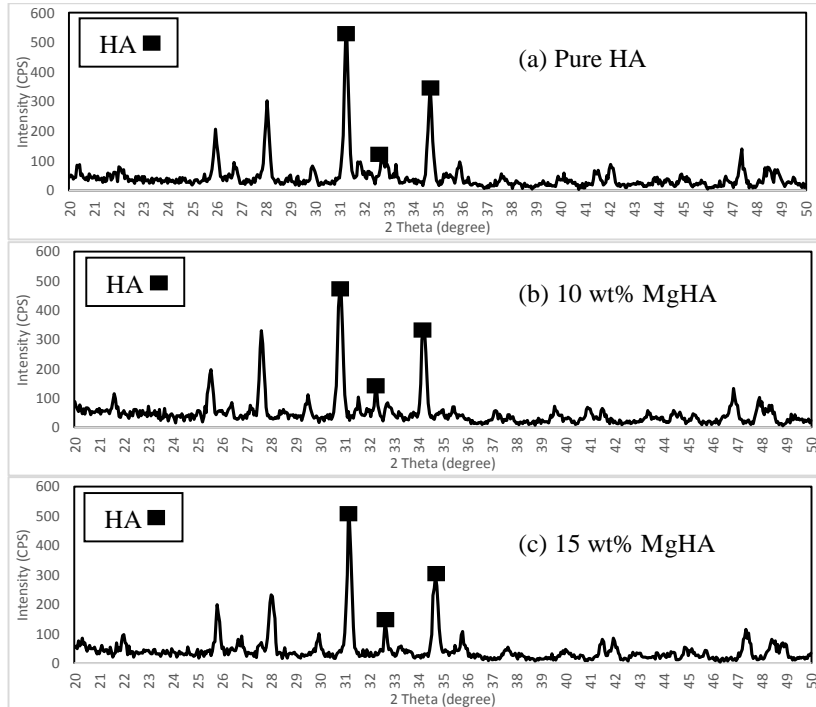 600
500
400
300
200
100
0
Intensity (CPS)
HA ■
(a) Pure HA
20 21 22 23 24 25 26 27 28 29 30 31 32 33 34 35 36 37 38 39 40 41 42 43 44 45 46 47 48 49 50
2 Theta (degree)
600
500
400
300
200
100
0
Intensity (CPS)
HA ■
(b) 10 wt% MgHA
20 21 22 23 24 25 26 27 28 29 30 31 32 33 34 35 36 37 38 39 40 41 42 43 44 45 46 47 48 49 50
2 Theta (degree)
600
500
400
300
200
100
0
Intensity (CPS)
HA ■
(c) 15 wt% MgHA
20 21 22 23 24 25 26 27 28 29 30 31 32 33 34 35 36 37 38 39 40 41 42 43 44 45 46 47 48 49 50
2 Theta (degree)